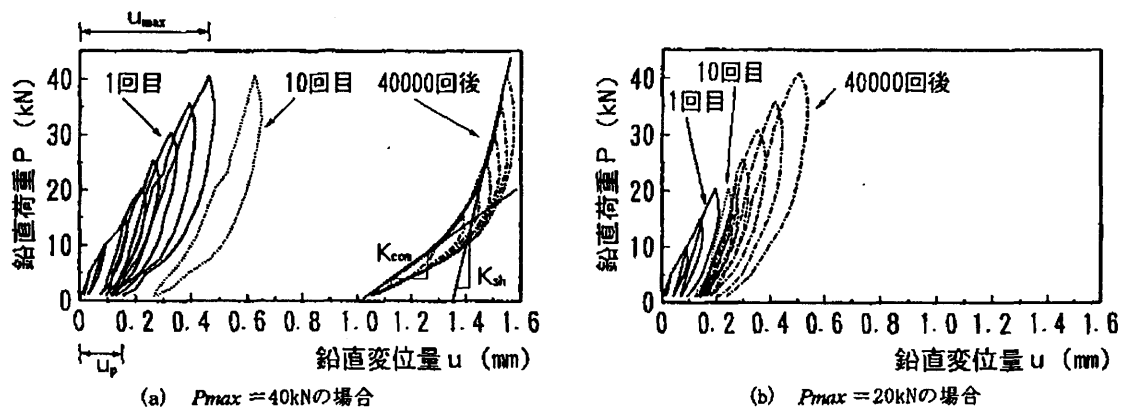 umax
1回目
10回目
40000回後
鉛直荷重P (kN)
40
30
20
10
0
Kcon
Ksh
0 0.2 0.4 0.6 0.8 1.0 1.2 1.4 1.6
up
鉛直変位量u (mm)
(a) Pmax=40kNの場合
10回目
1回目
40000回後
鉛直荷重P (kN)
40
30
20
10
0
0 0.2 0.4 0.6 0.8 1.0 1.2 1.4 1.6
鉛直変位量u (mm)
(b) Pmax=20kNの場合